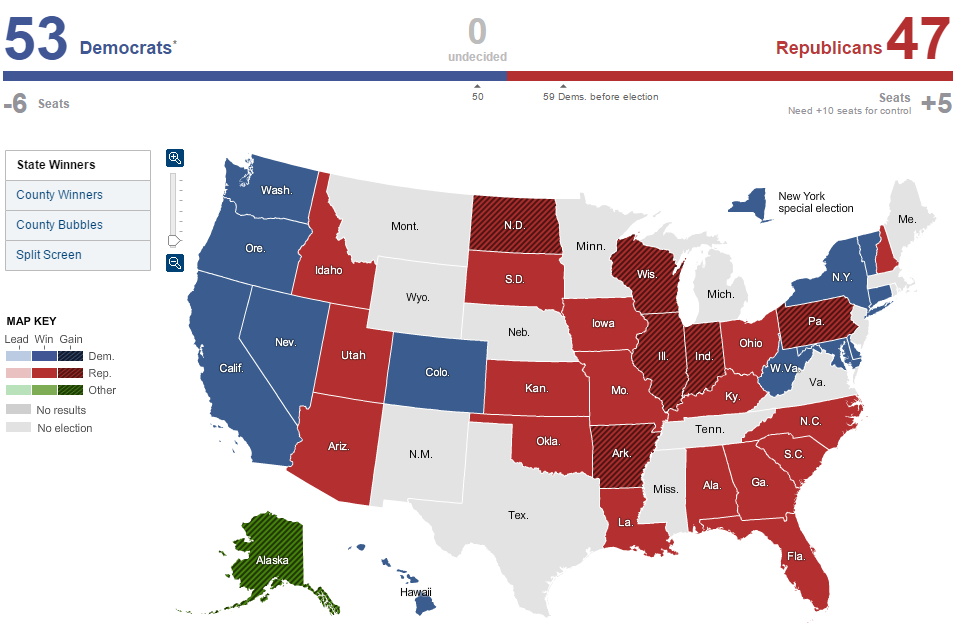 53 Democrats*
0
undecided
Republicans 47
-6 Seats
50
59 Dems. before election
Seats +5
Need +10 seats for control
State Winners
County Winners
County Bubbles
Split Screen
New York
special election
MAP KEY
Lead Win Gain
Dem.
Rep.
Other
No results
No election
Wash.
Mont.
N.D.
Minn.
Me.
Ore.
Idaho
S.D.
Wis.
Mich.
N.Y.
Wyo.
Neb.
Iowa
Pa.
Nev.
Utah
Colo.
Ill.
Ind.
Ohio
Calif.
Kan.
Mo.
Ky.
W.Va.
Va.
Ariz.
N.M.
Okla.
Ark.
Tenn.
N.C.
S.C.
Tex.
La.
Miss.
Ala.
Ga.
Fla.
Alaska
Hawaii